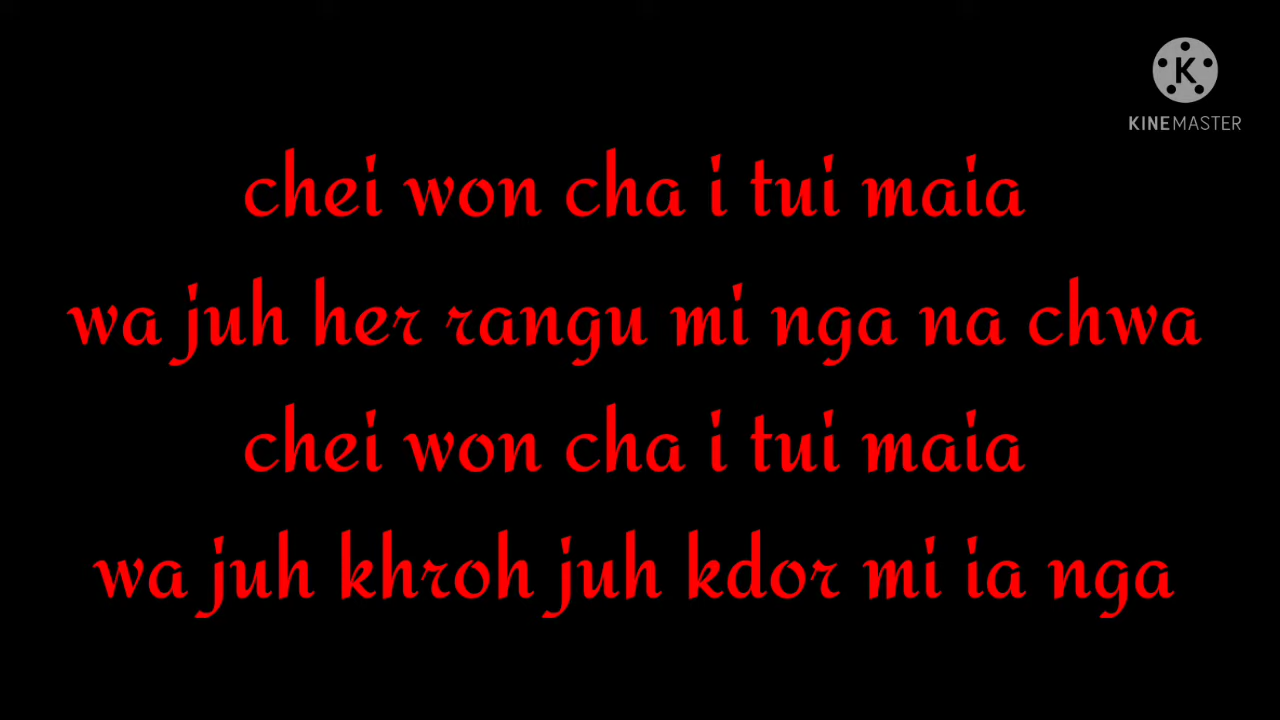 KINEMASTER
chei won cha i tui maia
wa juh her rangu mi nga na chwa
chei won cha i tui maia
wa juh khroh juh kdor mi ia nga